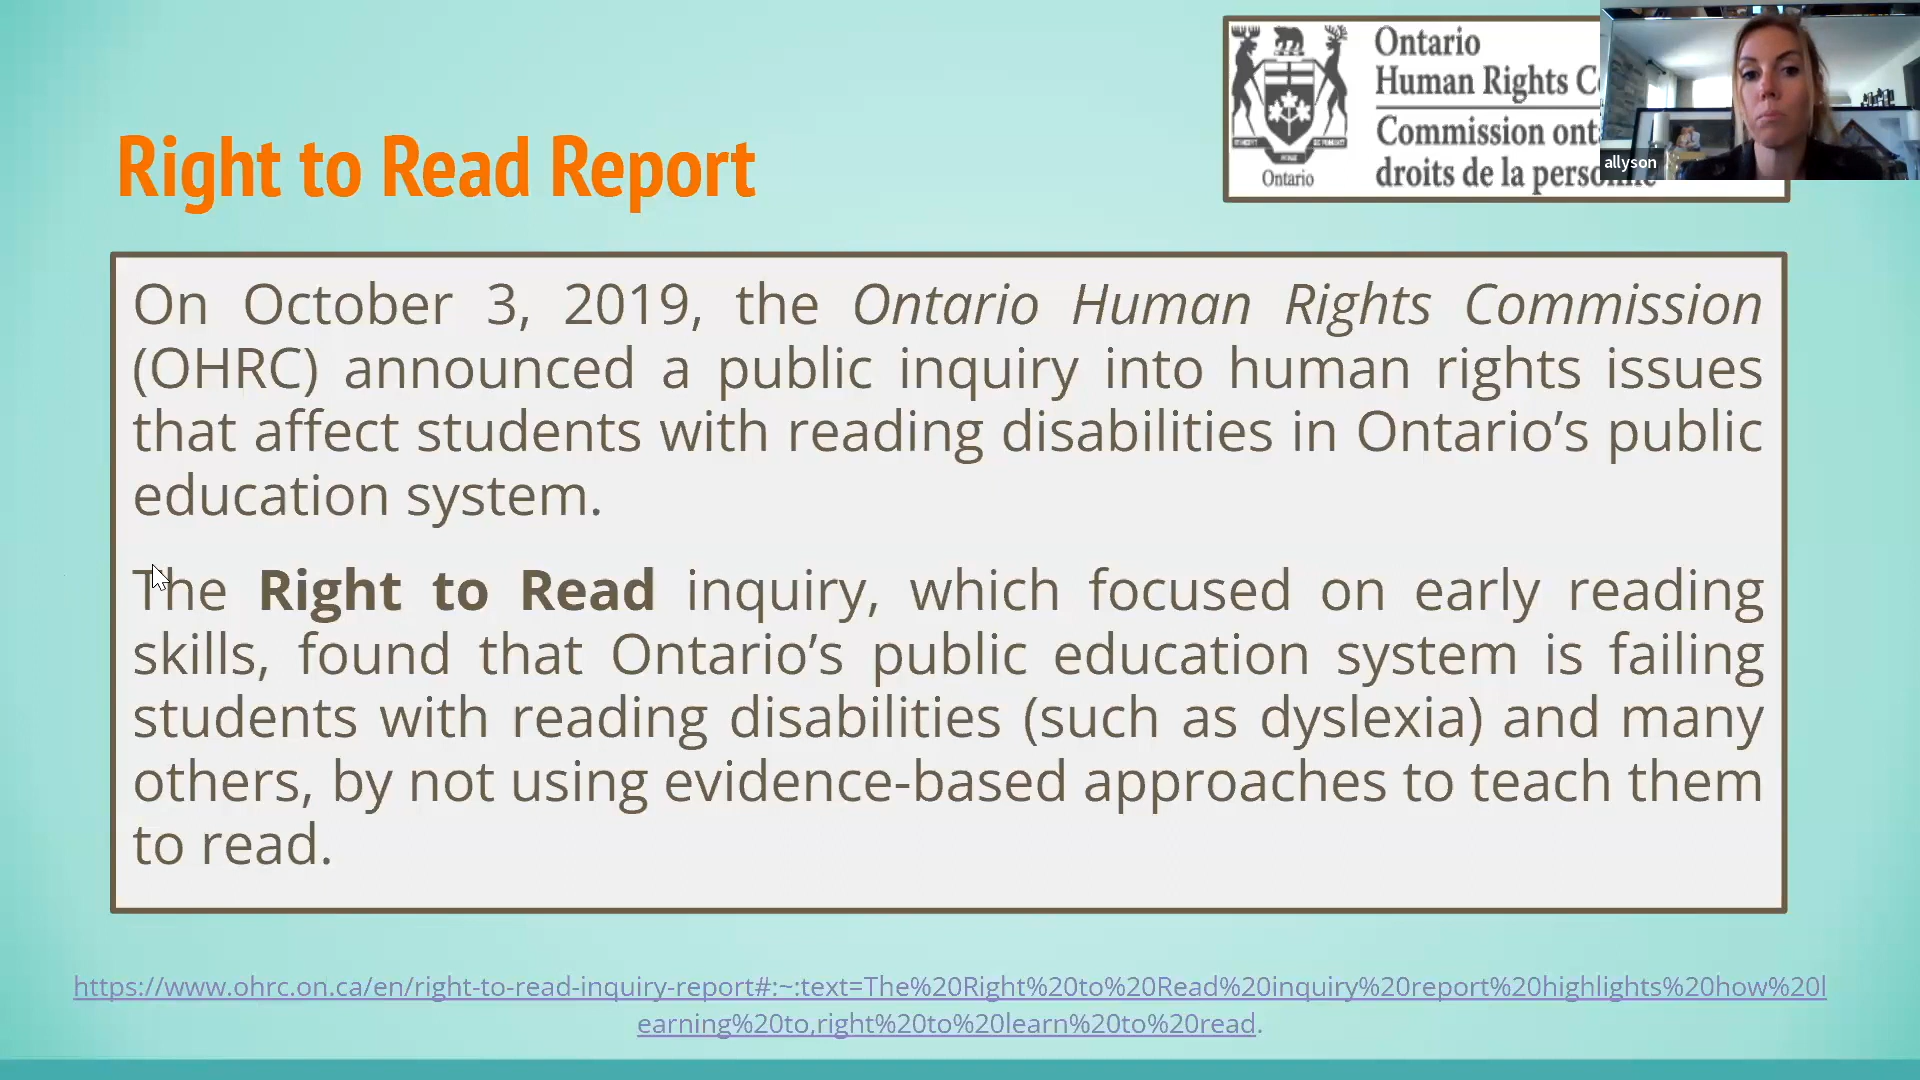 Ontario
Human Rights
Commission
droits de la
Ontario
allyson
Right to Read Report
On October 3, 2019, the Ontario Human Rights Commission
(OHRC) announced a public inquiry into human rights issues
that affect students with reading disabilities in Ontario’s public
education system.
The Right to Read inquiry, which focused on early reading
skills, found that Ontario’s public education system is failing
students with reading disabilities (such as dyslexia) and many
others, by not using evidence-based approaches to teach them
to read.
https://www.ohrc.on.ca/en/right-to-read-inquiry-report#:~:text=The%20Right%20to%20Read%20inquiry%20report%20highlights%20how%20l
earning%20to,right%20to%20learn%20to%20read.